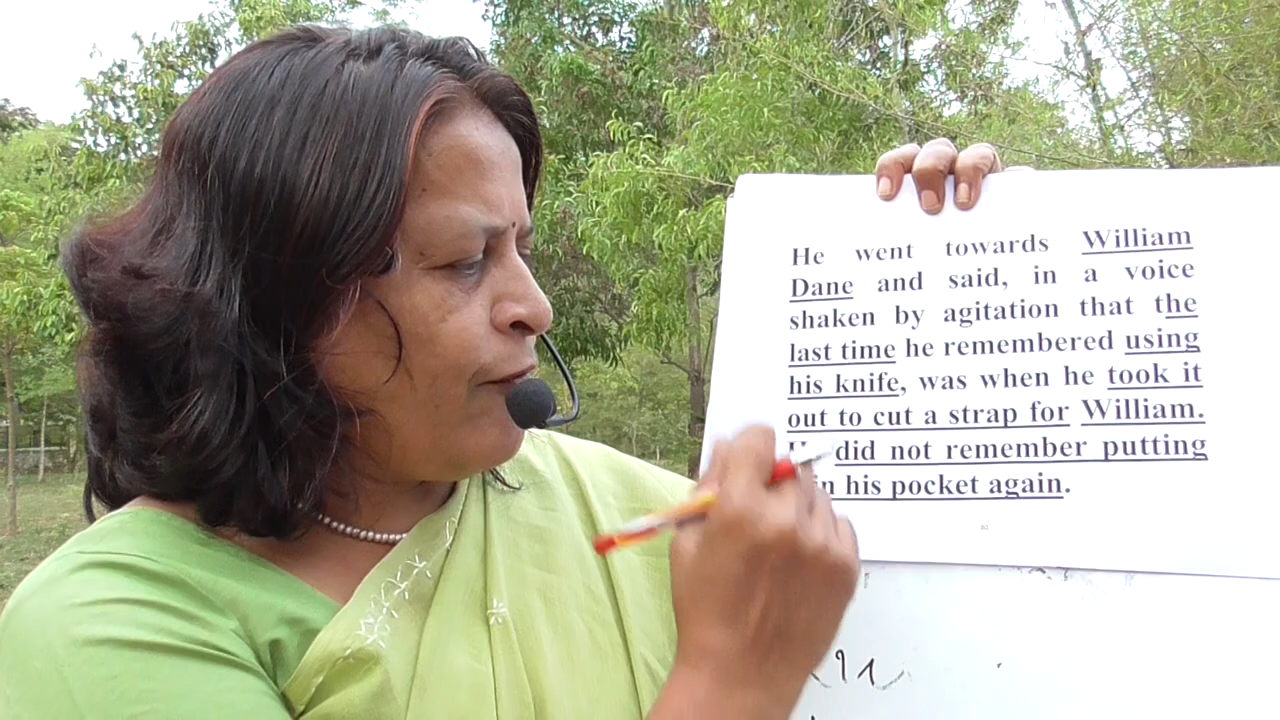 He went towards William
Dane and said, in a voice
shaken by agitation that the
last time he remembered using
his knife, was when he took it
out to cut a strap for William.
did not remember putting
in his pocket again.